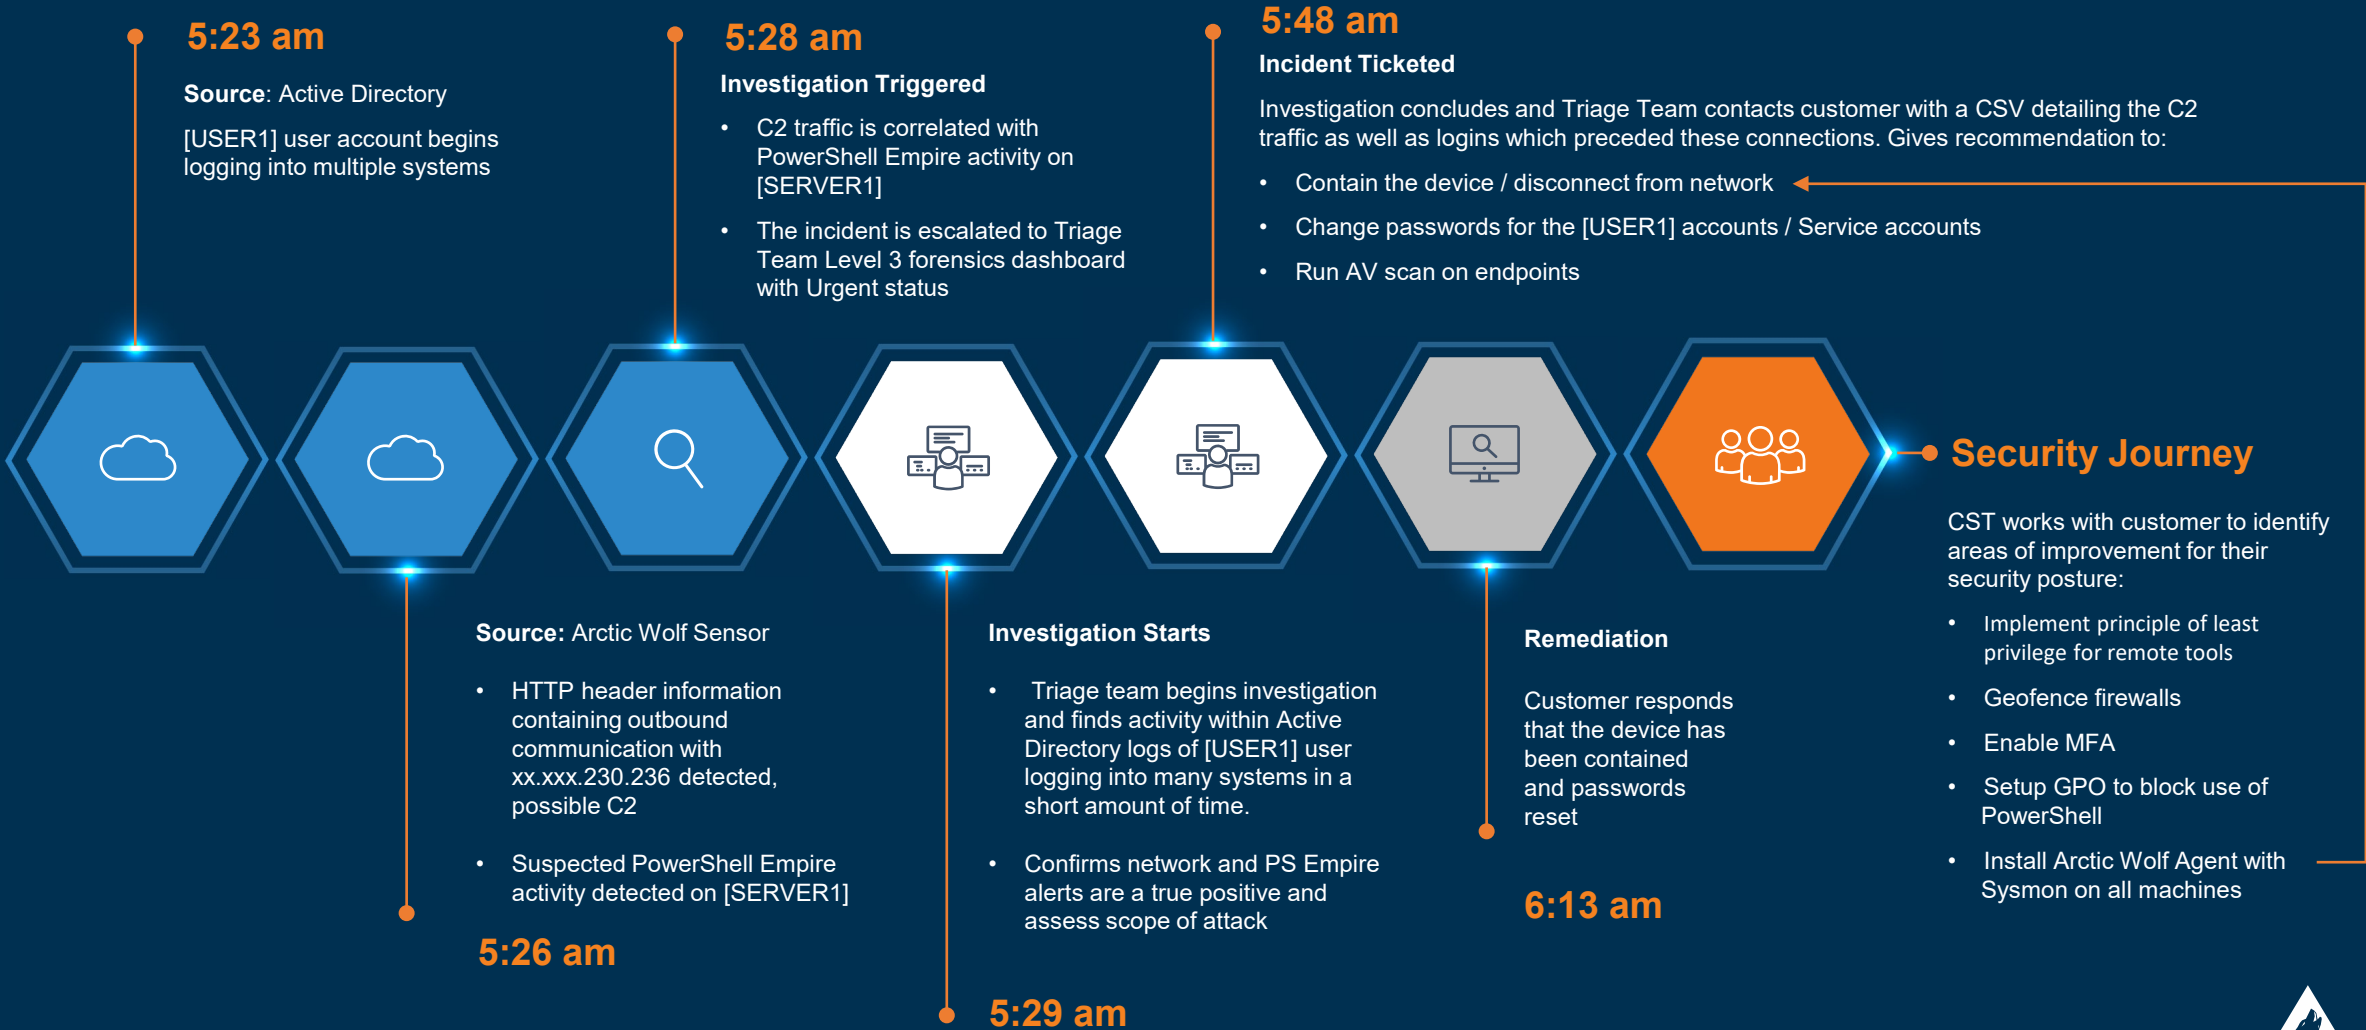 5:23 am
Source: Active Directory
[USER1] user account begins
logging into multiple systems
5:28 am
Investigation Triggered
• C2 traffic is correlated with
PowerShell Empire activity on
[SERVER1]
• The incident is escalated to Triage
Team Level 3 forensics dashboard
with Urgent status
5:48 am
Incident Ticketed
Investigation concludes and Triage Team contacts customer with a CSV detailing the C2
traffic as well as logins which preceded these connections. Gives recommendation to:
• Contain the device / disconnect from network
• Change passwords for the [USER1] accounts / Service accounts
• Run AV scan on endpoints
Source: Arctic Wolf Sensor
• HTTP header information
containing outbound
communication with
xx.xxx.230.236 detected,
possible C2
• Suspected PowerShell Empire
activity detected on [SERVER1]
5:26 am
Investigation Starts
• Triage team begins investigation
and finds activity within Active
Directory logs of [USER1] user
logging into many systems in a
short amount of time.
• Confirms network and PS Empire
alerts are a true positive and
assess scope of attack
5:29 am
Remediation
Customer responds
that the device has
been contained
and passwords
reset
6:13 am
Security Journey
CST works with customer to identify
areas of improvement for their
security posture:
• Implement principle of least
privilege for remote tools
• Geofence firewalls
• Enable MFA
• Setup GPO to block use of
PowerShell
• Install Arctic Wolf Agent with
Sysmon on all machines